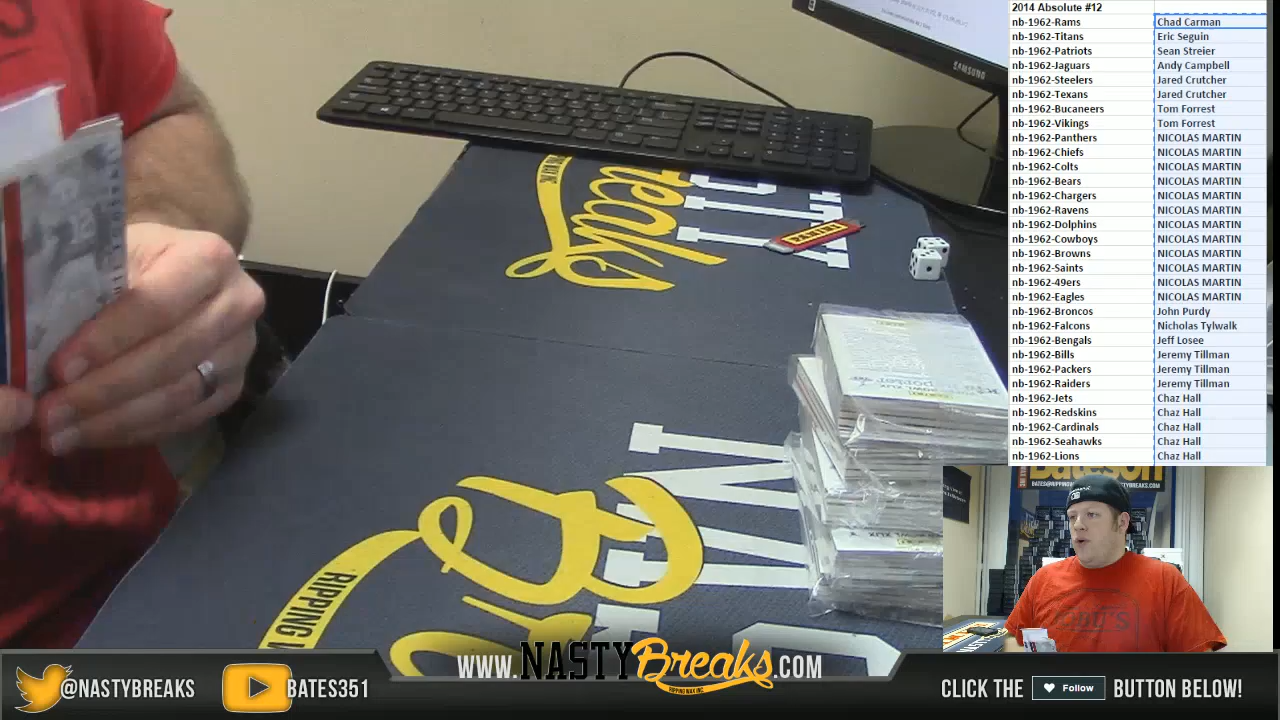 2014 Absolute #12
nb-1962-Rams Chad Carman
nb-1962-Titans Eric Seguin
nb-1962-Patriots Sean Streier
nb-1962-Jaguars Andy Campbell
nb-1962-Steelers Jared Crutcher
nb-1962-Texans Jared Crutcher
nb-1962-Bucaneers Tom Forrest
nb-1962-Vikings Tom Forrest
nb-1962-Panthers NICOLAS MARTIN
nb-1962-Chiefs NICOLAS MARTIN
nb-1962-Colts NICOLAS MARTIN
nb-1962-Bears NICOLAS MARTIN
nb-1962-Chargers NICOLAS MARTIN
nb-1962-Ravens NICOLAS MARTIN
nb-1962-Dolphins NICOLAS MARTIN
nb-1962-Cowboys NICOLAS MARTIN
nb-1962-Browns NICOLAS MARTIN
nb-1962-Saints NICOLAS MARTIN
nb-1962-49ers NICOLAS MARTIN
nb-1962-Eagles NICOLAS MARTIN
nb-1962-Broncos John Purdy
nb-1962-Falcons Nicholas Tylwalk
nb-1962-Bengals Jeff Losee
nb-1962-Bills Jeremy Tillman
nb-1962-Packers Jeremy Tillman
nb-1962-Raiders Jeremy Tillman
nb-1962-Jets Chaz Hall
nb-1962-Redskins Chaz Hall
nb-1962-Cardinals Chaz Hall
nb-1962-Seahawks Chaz Hall
nb-1962-Lions Chaz Hall
SAMSUNG
PANINI
RIPPING
@NASTYBREAKS
BATES351
WWW.NASTYBreaks.COM
RIPPING WAX INC.
CLICK THE Follow BUTTON BELOW!